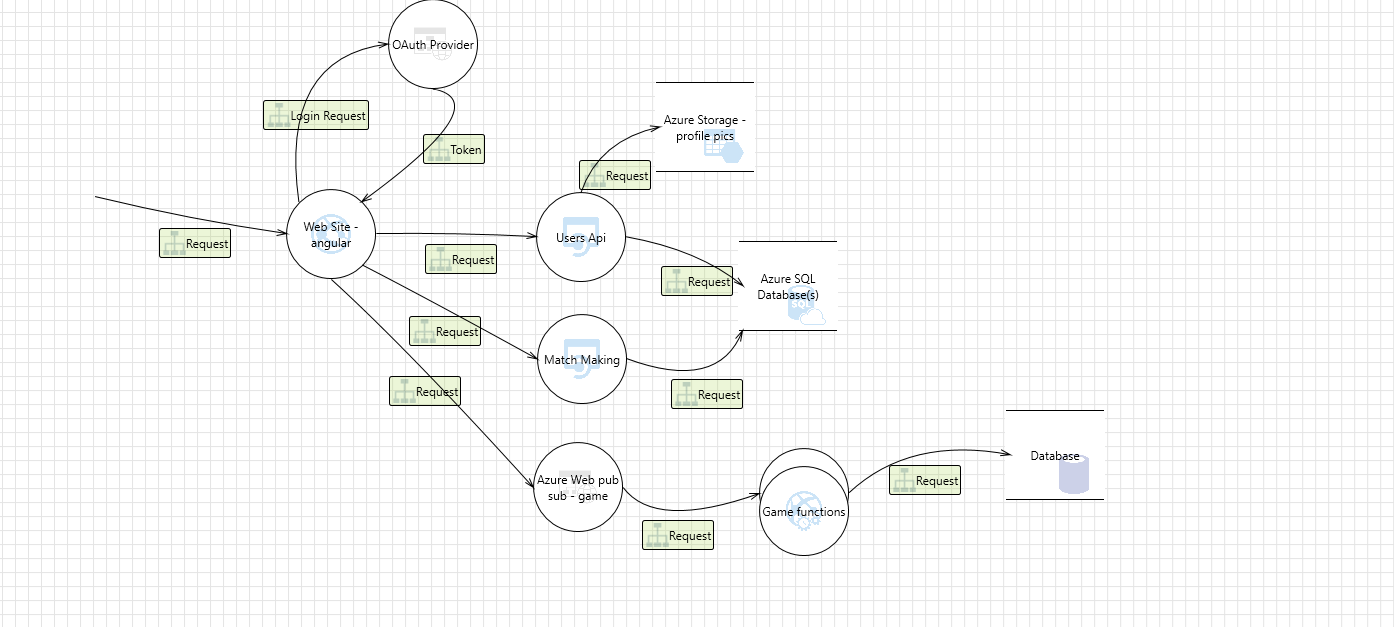 OAuth Provider
Login Request
Token
Azure Storage -
profile pics
Request
Request
Web Site -
angular
Users Api
Request
Request
Azure SQL
Database(s)
SQL
Request
Match Making
Request
Request
Database
Azure Web pub
sub - game
Request
Game functions
Request